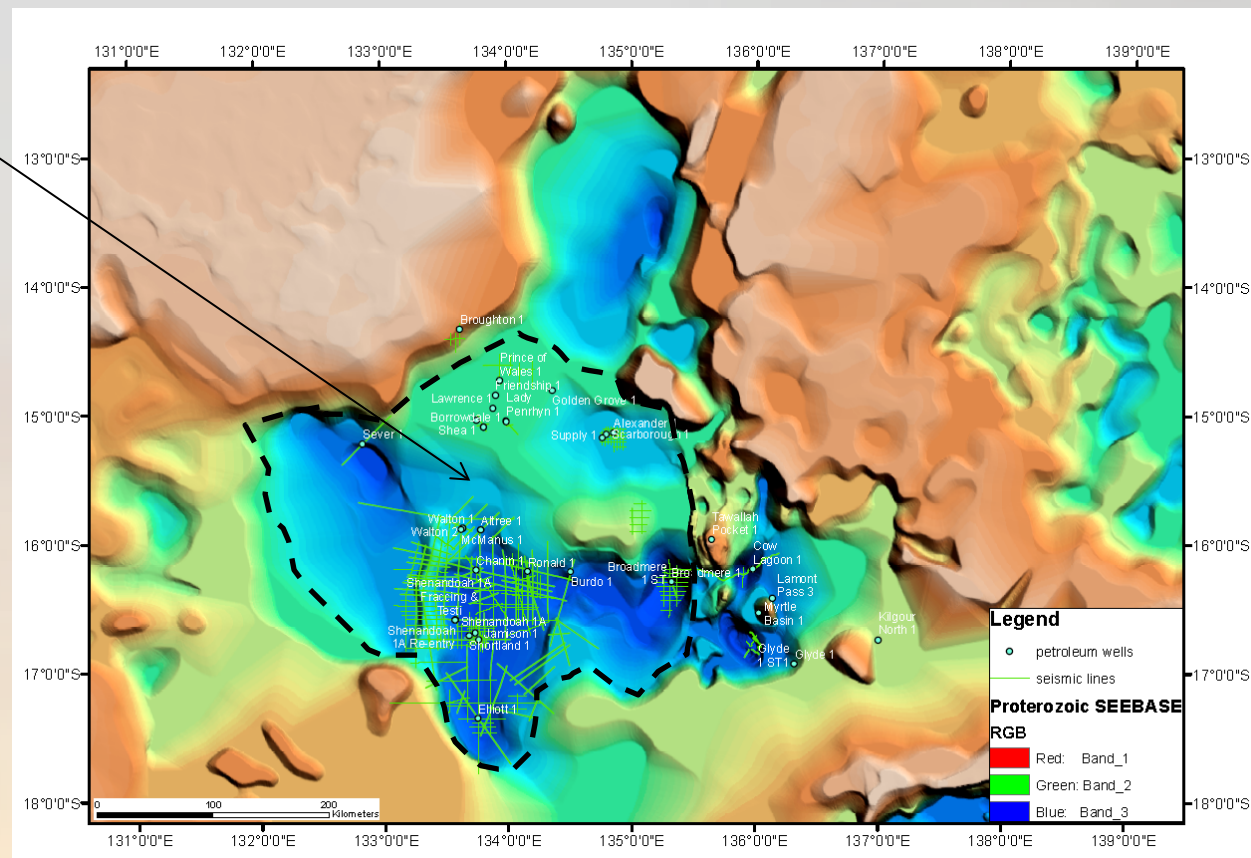 131°0'0"E 132°0'0"E 133°0'0"E 134°0'0"E 135°0'0"E 136°0'0"E 137°0'0"E 138°0'0"E 139°0'0"E
13°0'0"S
13°0'0"S
14°0'0"S
14°0'0"S
Broughton 1
Prince of
Wales 1
Friendship 1
Lawrence 1
Lady
Penrhyn 1
Golden Grove 1
15°0'0"S
15°0'0"S
Borrowdale 1
Shea 1
Alexander
Supply 1
Scarborough 1
Sever 1
Walton 1
Altree 1
Walton 2
McManus 1
Tawallah
Pocket 1
16°0'0"S
16°0'0"S
Cow
Lagoon 1
Chanin 1
Ronald 1
Broadmere
1 ST1
Broadmere 1
Burdo 1
Shenandoah 1A
Fraccing &
Testi
Lamont
Pass 3
Myrtle
Basin 1
Shenandoah 1A
Shenandoah
1A Re-entry
Jamison 1
Shortland 1
Kilgour
North 1
Glyde
1 ST1
Glyde 1
17°0'0"S
17°0'0"S
Elliott 1
18°0'0"S
18°0'0"S
Legend
petroleum wells
seismic lines
Proterozoic SEEBASE
RGB
Red: Band_1
Green: Band_2
Blue: Band_3
0 100 200
Kilometers
131°0'0"E 132°0'0"E 133°0'0"E 134°0'0"E 135°0'0"E 136°0'0"E 137°0'0"E 138°0'0"E 139°0'0"E